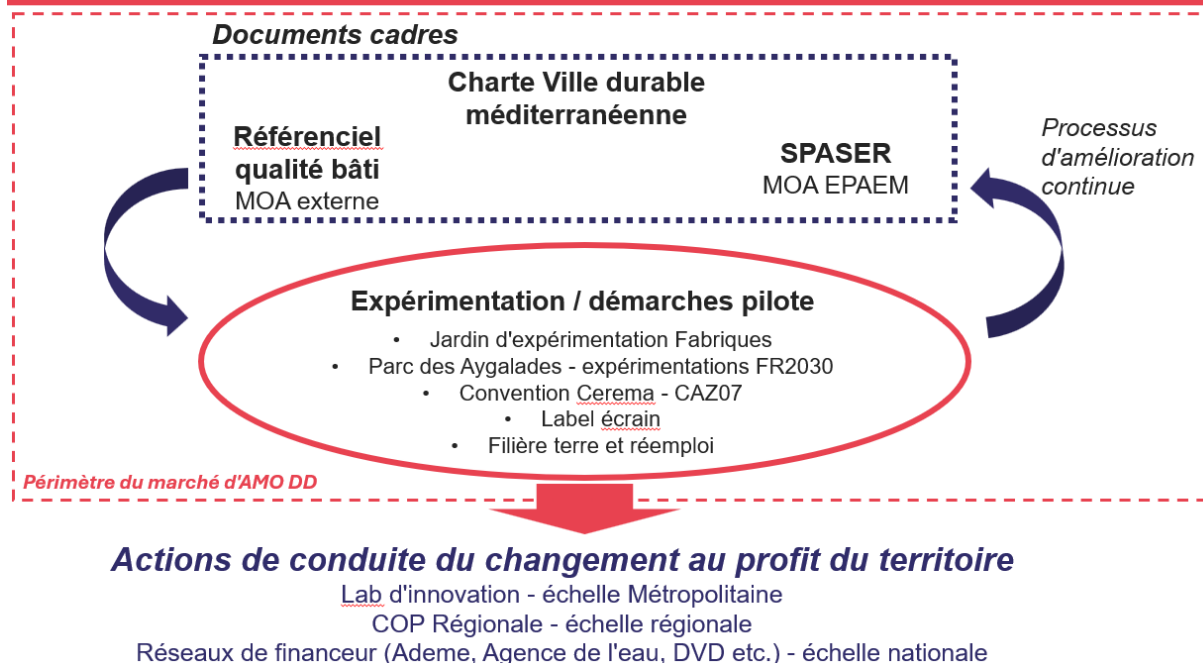 Documents cadres
Charte Ville durable
méditerranéenne
Référenciel
qualité bâti
MOA externe
SPASER
MOA EPAEM
Processus
d'amélioration
continue
Expérimentation / démarches pilote
• Jardin d'expérimentation Fabriques
• Parc des Aygalades - expérimentations FR2030
• Convention Cerema - CAZ07
• Label écrain
• Filière terre et réemploi
Périmètre du marché d'AMO DD
Actions de conduite du changement au profit du territoire
Lab d'innovation - échelle Métropolitaine
COP Régionale - échelle régionale
Réseaux de financeur (Ademe, Agence de l'eau, DVD etc.) - échelle nationale